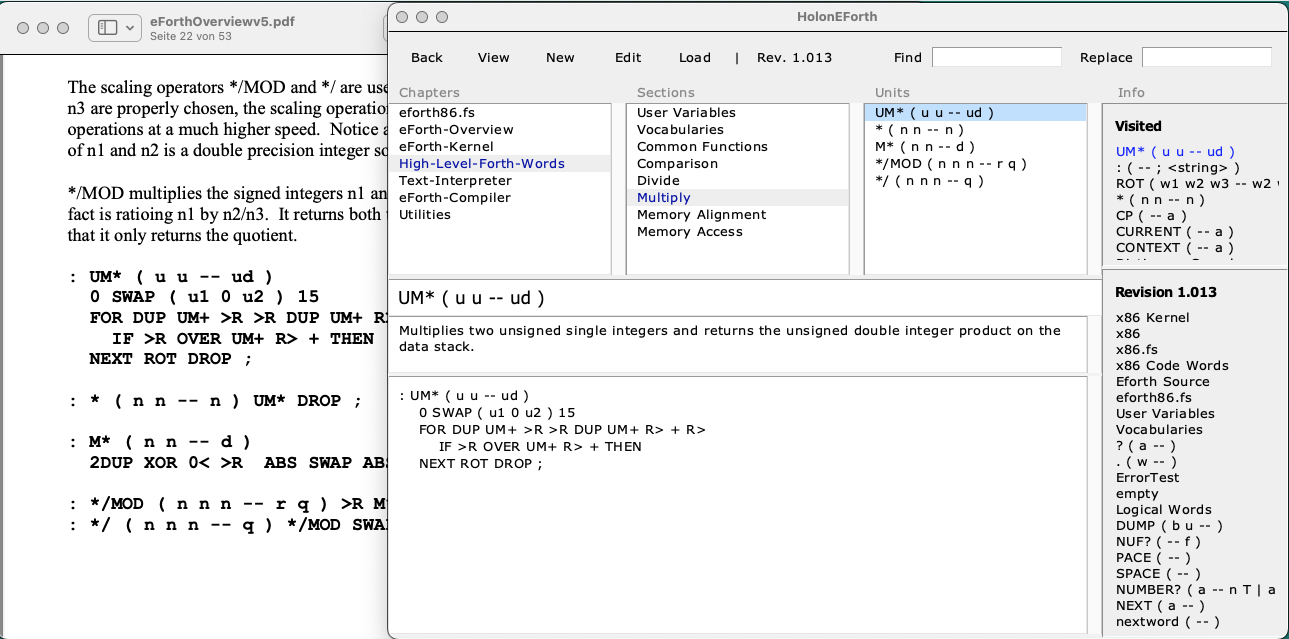 eForthOverviewv5.pdf
Seite 22 von 53
The scaling operators */MOD and */ are use
n3 are properly chosen, the scaling operatio
operations at a much higher speed.  Notice a
of n1 and n2 is a double precision integer so
*/MOD multiplies the signed integers n1 an
fact is ratioing n1 by n2/n3.  It returns both
that it only returns the quotient.
: UM* ( u u -- ud )
0 SWAP ( u1 0 u2 ) 15
FOR DUP UM+ >R >R DUP UM+ R>
IF >R OVER UM+ R> + THEN
NEXT ROT DROP ;
: * ( n n -- n ) UM* DROP ;
: M* ( n n -- d )
2DUP XOR 0< >R  ABS SWAP ABS
: */MOD ( n n n -- r q ) >R M*
: */ ( n n n -- q ) */MOD SWA
HolonEForth
Back View New Edit Load | Rev. 1.013 Find Replace
Chapters
eforth86.fs
eForth-Overview
eForth-Kernel
High-Level-Forth-Words
Text-Interpreter
eForth-Compiler
Utilities
Sections
User Variables
Vocabularies
Common Functions
Comparison
Divide
Multiply
Memory Alignment
Memory Access
Units
UM* ( u u -- ud )
* ( n n -- n )
M* ( n n -- d )
*/MOD ( n n n -- r q )
*/ ( n n n -- q )
Info
Visited
UM* ( u u -- ud )
: ( -- ; <string> )
ROT ( w1 w2 w3 -- w2
* ( n n -- n )
CP ( -- a )
CURRENT ( -- a )
CONTEXT ( -- a )
UM* ( u u -- ud )
Multiplies two unsigned single integers and returns the unsigned double integer product on the
data stack.
: UM* ( u u -- ud )
0 SWAP ( u1 0 u2 ) 15
FOR DUP UM+ >R >R DUP UM+ R> + R>
IF >R OVER UM+ R> + THEN
NEXT ROT DROP ;
Revision 1.013
x86 Kernel
x86
x86.fs
x86 Code Words
Eforth Source
eforth86.fs
User Variables
Vocabularies
? ( a -- )
. ( w -- )
ErrorTest
empty
Logical Words
DUMP ( b u -- )
NUF? ( -- f )
PACE ( -- )
SPACE ( -- )
NUMBER? ( a -- n T | a
NEXT ( a -- )
nextword ( -- )